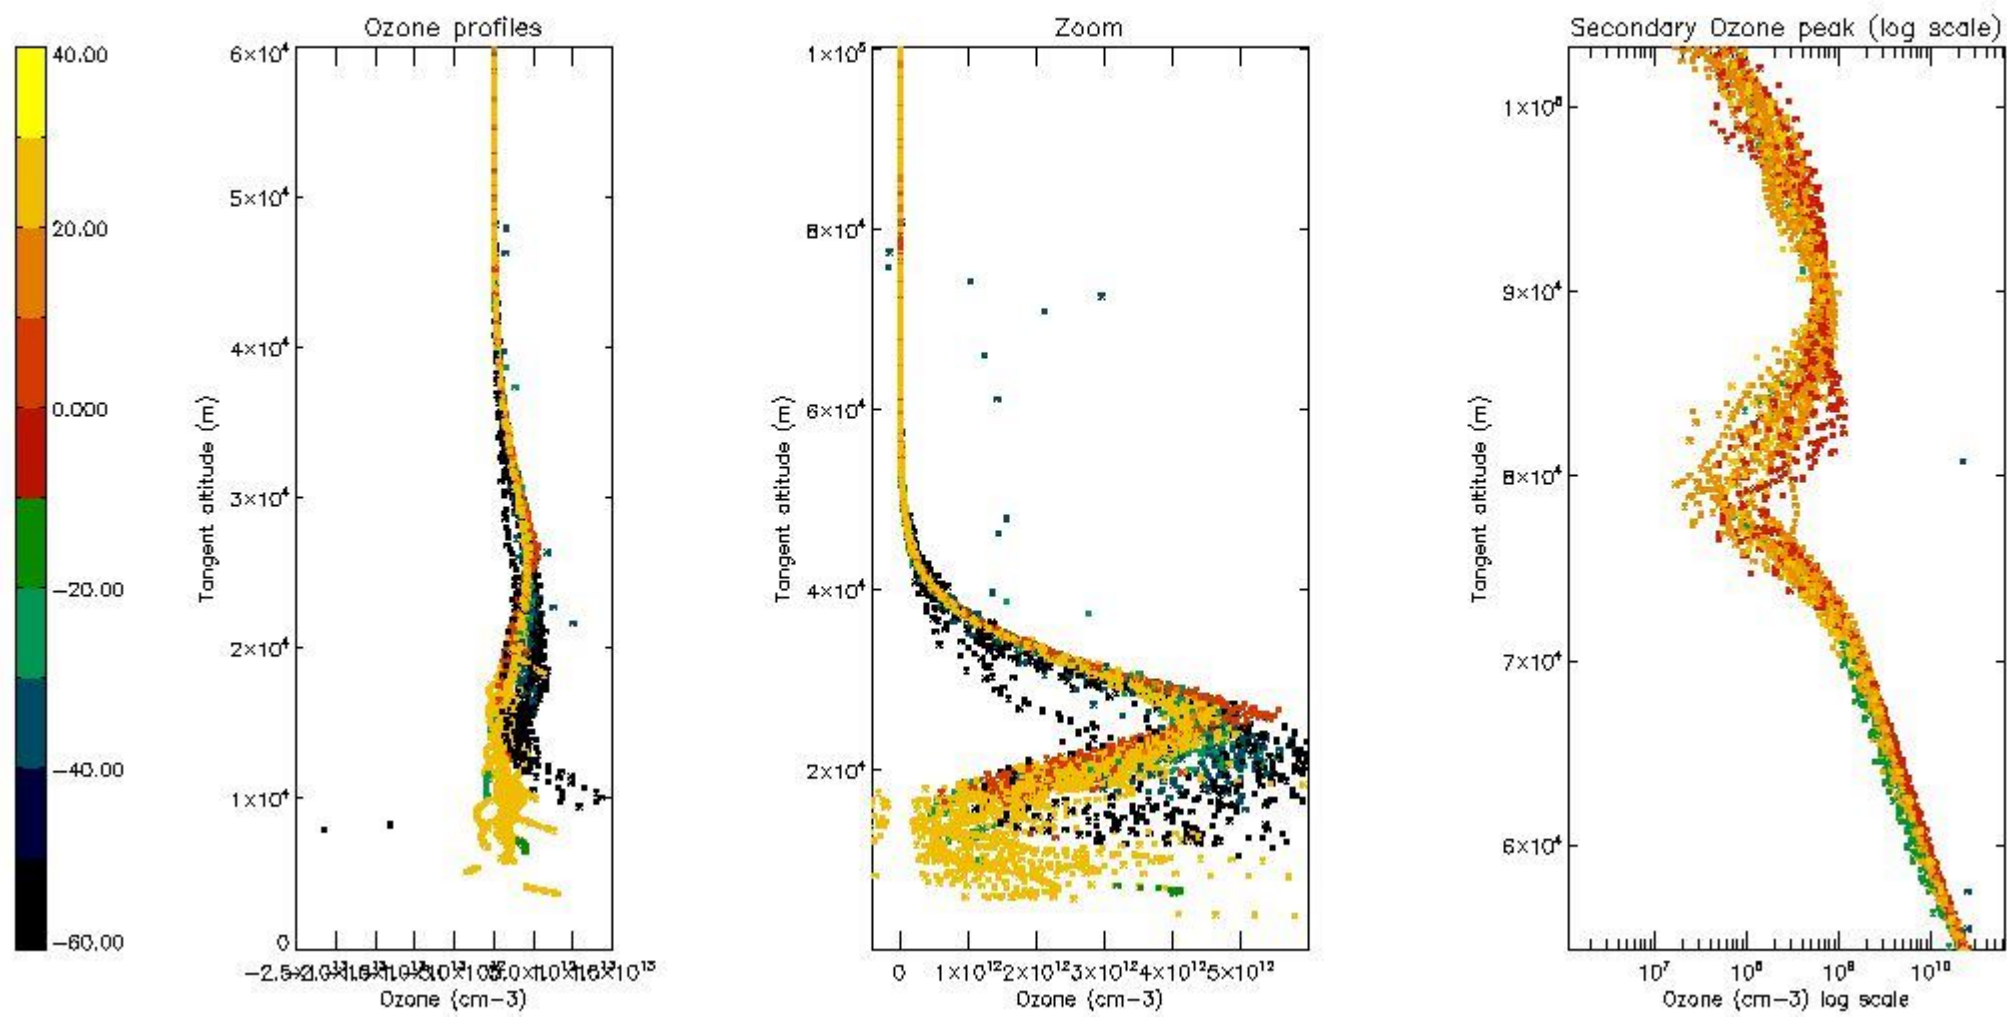 Ozone profiles
Zoom
Secondary Ozone peak (log scale)
40.00
20.00
0.000
-20.00
-40.00
-60.00
6×10⁴
5×10⁴
4×10⁴
3×10⁴
2×10⁴
1×10⁴
0
Tangent altitude (m)
Ozone (cm-3)
1×10⁵
8×10⁴
6×10⁴
4×10⁴
2×10⁴
Tangent altitude (m)
0 1×10¹² 2×10¹² 3×10¹² 4×10¹² 5×10¹²
Ozone (cm-3)
1×10⁵
9×10⁴
8×10⁴
7×10⁴
6×10⁴
Tangent altitude (m)
10⁷ 10⁸ 10⁹ 10¹⁰
Ozone (cm-3) log scale